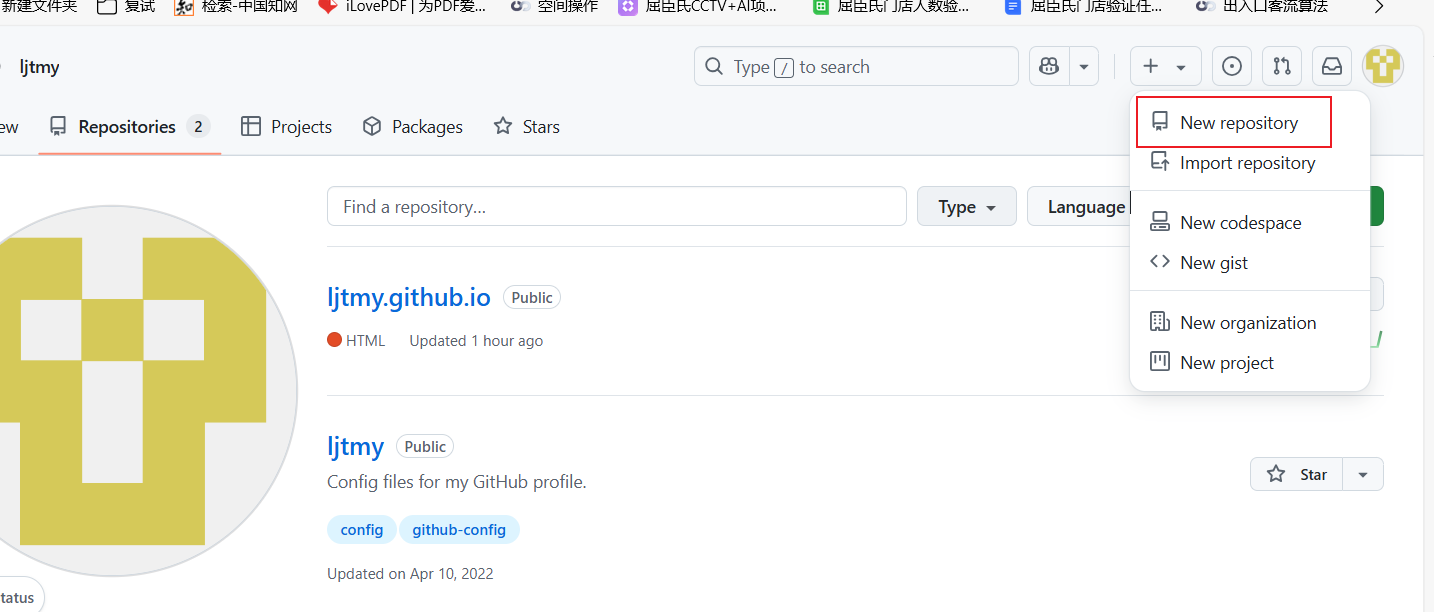 新建文件夹 复试 检索-中国知网 iLovePDF | 为PDF爱... 空间操作 屈臣氏CCTV+AI项... 屈臣氏门店人数验... 屈臣氏门店验证任... 出入口客流算法
ljtmy
Type / to search
Repositories 2 Projects Packages Stars
New repository
Import repository
Find a repository...
Type
Language
New codespace
New gist
ljtmy.github.io Public
HTML Updated 1 hour ago
New organization
New project
ljtmy Public
Config files for my GitHub profile.
Star
config github-config
Updated on Apr 10, 2022